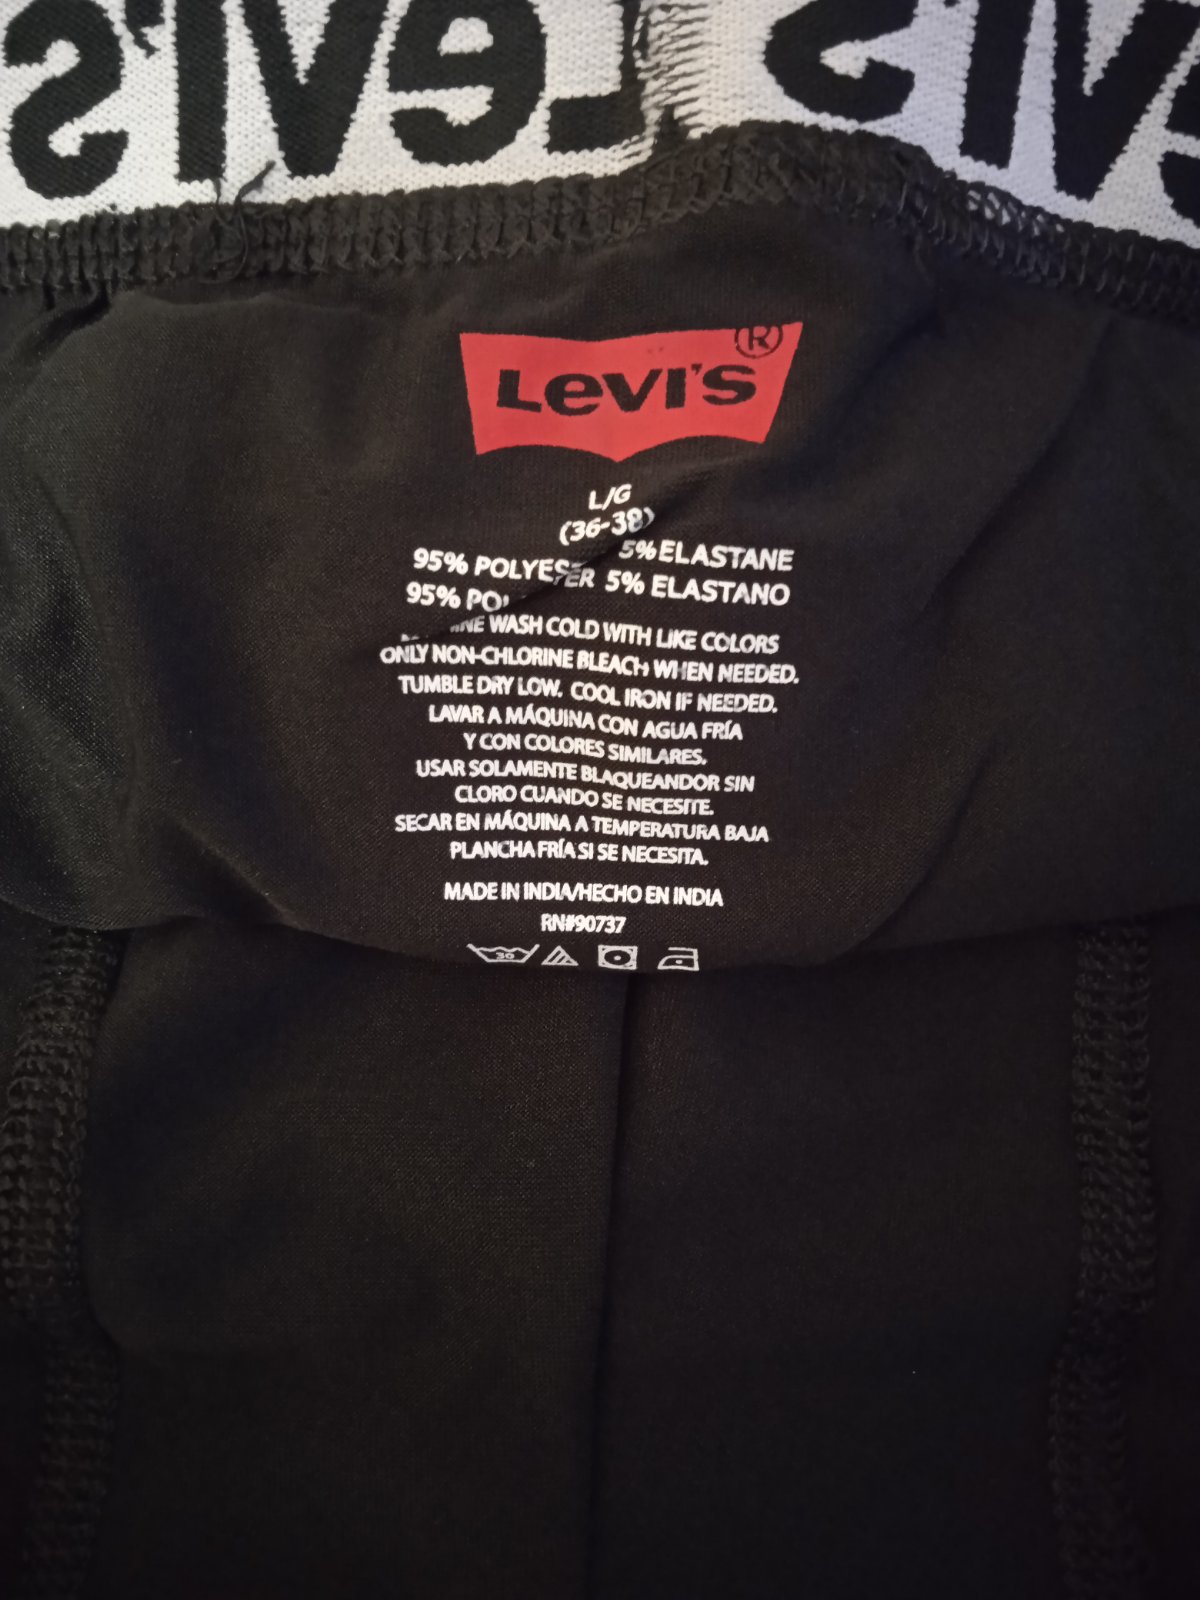 Levi's
Levi's
Levi's ®
L/G
(36-38)
95% POLYESTER 5% ELASTANE
95% 5% ELASTANO
WASH COLD WITH LIKE COLORS
ONLY NON-CHLORINE BLEACH WHEN NEEDED.
TUMBLE DRY LOW. COOL IRON IF NEEDED.
LAVAR A MÁQUINA CON AGUA FRÍA
Y CON COLORES SIMILARES.
USAR SOLAMENTE BLAQUEANDOR SIN
CLORO CUANDO SE NECESITE.
SECAR EN MÁQUINA A TEMPERATURA BAJA
PLANCHA FRÍA SI SE NECESITA.
MADE IN INDIA/HECHO EN INDIA
RN#90737
30